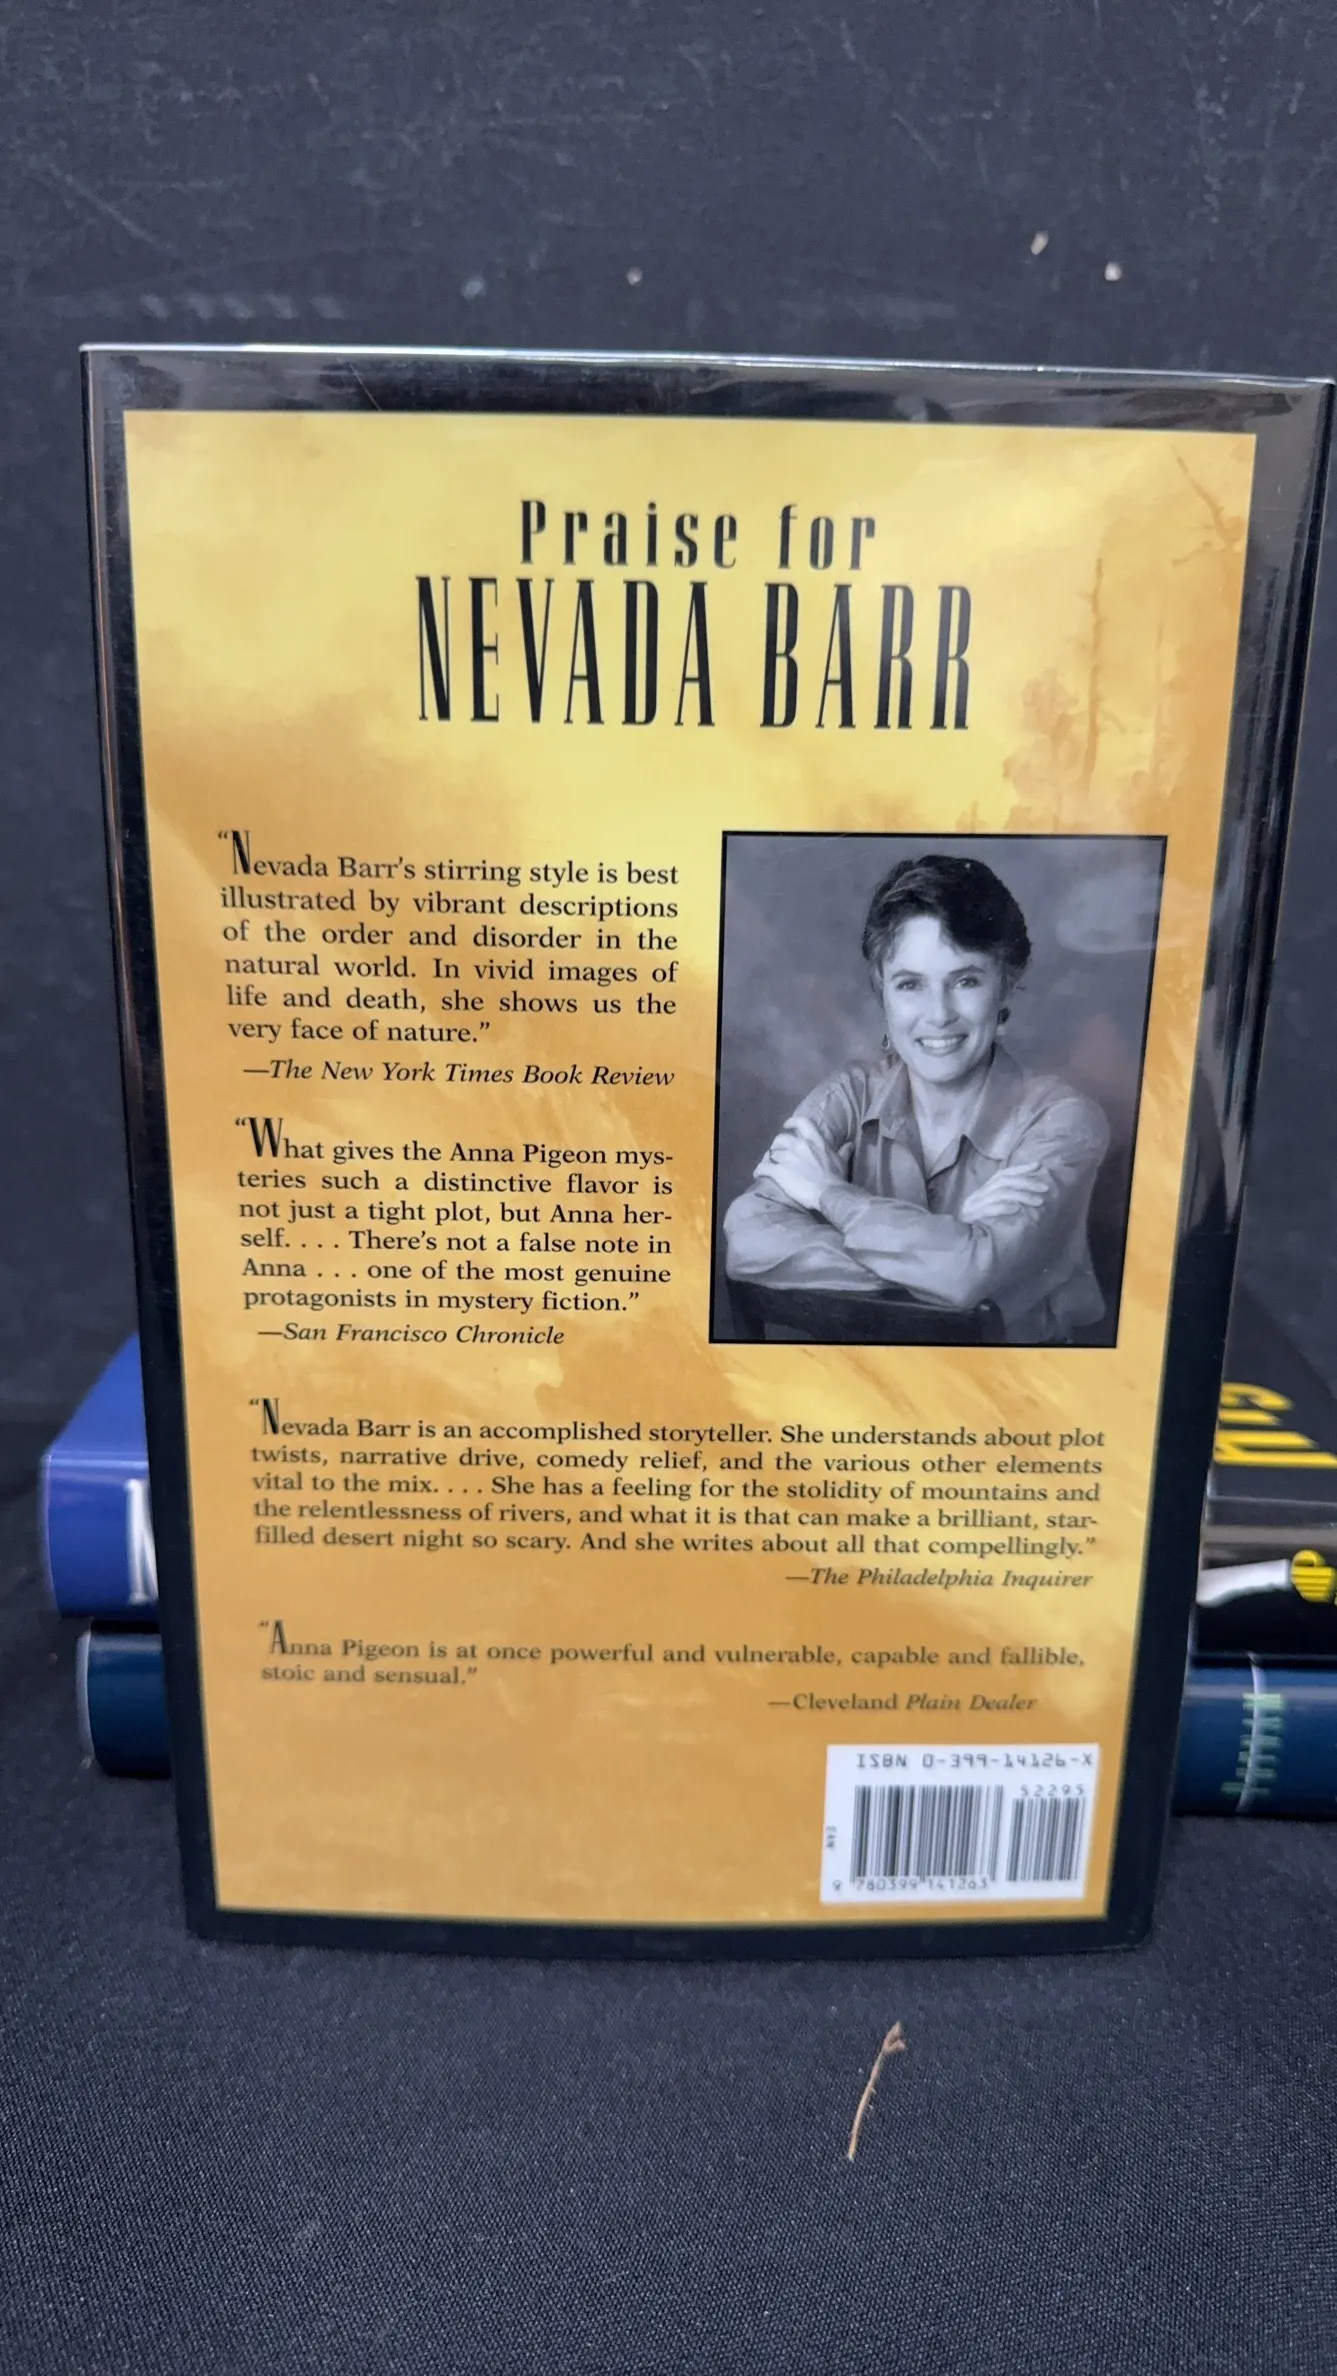 Praise for
NEVADA BARR
“Nevada Barr’s stirring style is best
illustrated by vibrant descriptions
of the order and disorder in the
natural world. In vivid images of
life and death, she shows us the
very face of nature.”
—The New York Times Book Review
“What gives the Anna Pigeon mys-
teries such a distinctive flavor is
not just a tight plot, but Anna her-
self. . . . There’s not a false note in
Anna . . . one of the most genuine
protagonists in mystery fiction.”
—San Francisco Chronicle
“Nevada Barr is an accomplished storyteller. She understands about plot
twists, narrative drive, comedy relief, and the various other elements
vital to the mix. . . . She has a feeling for the stolidity of mountains and
the relentlessness of rivers, and what it is that can make a brilliant, star-
filled desert night so scary. And she writes about all that compellingly.”
—The Philadelphia Inquirer
“Anna Pigeon is at once powerful and vulnerable, capable and fallible,
stoic and sensual.”
—Cleveland Plain Dealer
ISBN 0-399-14126-X
52295
EAN
9 780399 141263
PUTNAM